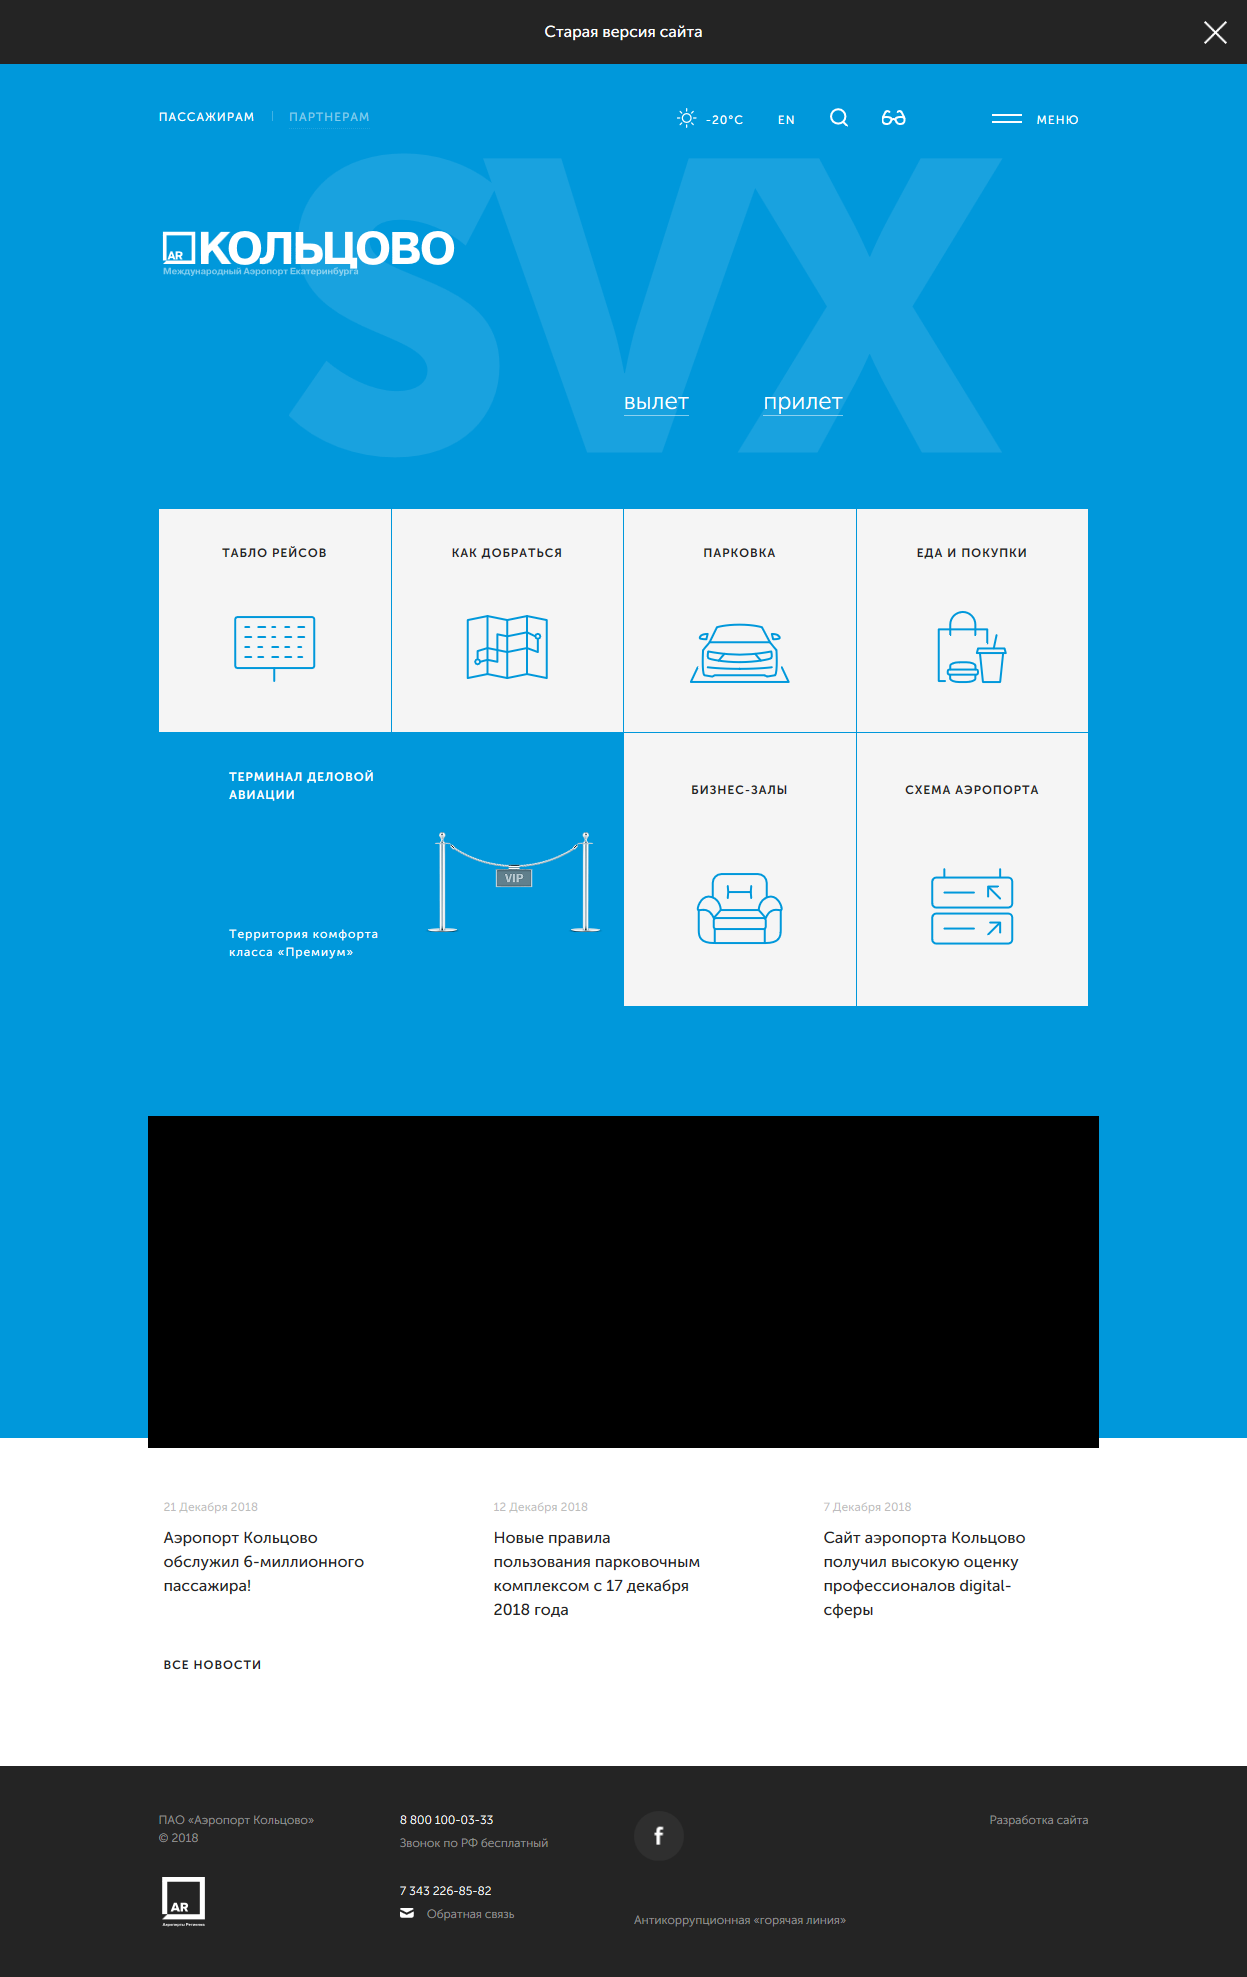 Старая версия сайта
ПАССАЖИРАМ
ПАРТНЕРАМ
-20°C
EN
МЕНЮ
SVX
AR
КОЛЬЦОВО
Международный Аэропорт Екатеринбурга
вылет
прилет
ТАБЛО РЕЙСОВ
КАК ДОБРАТЬСЯ
ПАРКОВКА
ЕДА И ПОКУПКИ
ТЕРМИНАЛ ДЕЛОВОЙ
АВИАЦИИ
VIP
Территория комфорта
класса «Премиум»
БИЗНЕС-ЗАЛЫ
СХЕМА АЭРОПОРТА
21 Декабря 2018
Аэропорт Кольцово
обслужил 6-миллионного
пассажира!
12 Декабря 2018
Новые правила
пользования парковочным
комплексом с 17 декабря
2018 года
7 Декабря 2018
Сайт аэропорта Кольцово
получил высокую оценку
профессионалов digital-
сферы
ВСЕ НОВОСТИ
ПАО «Аэропорт Кольцово»
© 2018
AR
Аэропорты Регионов
8 800 100-03-33
Звонок по РФ бесплатный
7 343 226-85-82
Обратная связь
f
Антикоррупционная «горячая линия»
Разработка сайта